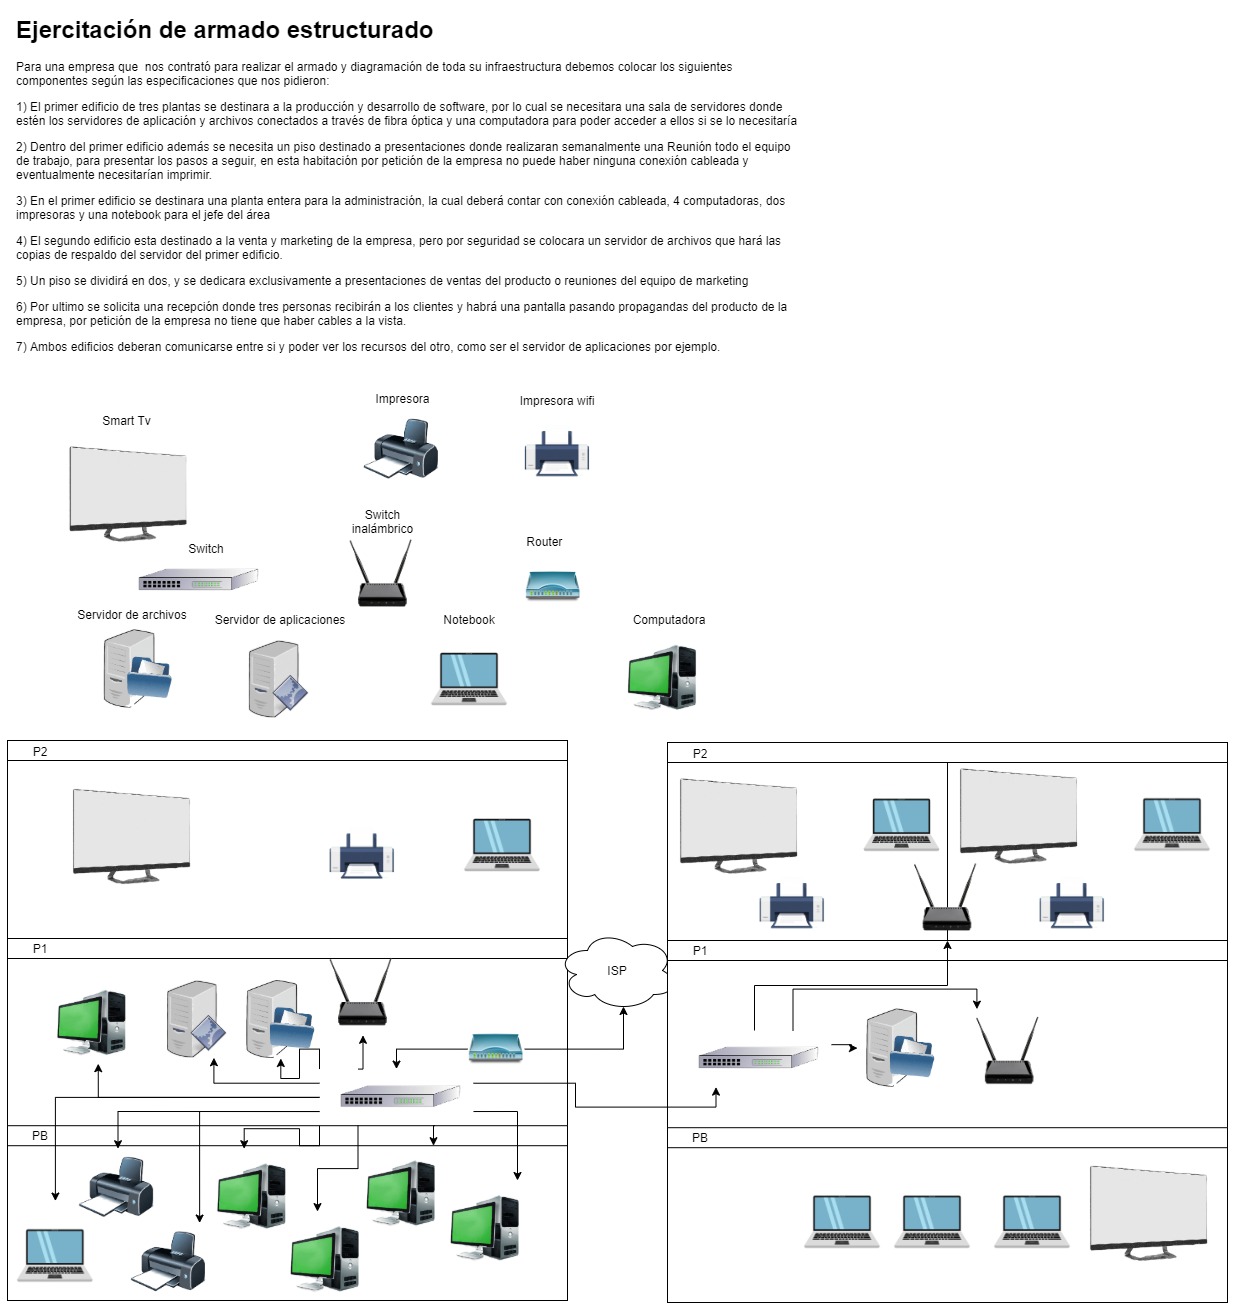 Ejercitación de armado estructurado
Para una empresa que  nos contrató para realizar el armado y diagramación de toda su infraestructura debemos colocar los siguientes
componentes según las especificaciones que nos pidieron:
1) El primer edificio de tres plantas se destinara a la producción y desarrollo de software, por lo cual se necesitara una sala de servidores donde
estén los servidores de aplicación y archivos conectados a través de fibra óptica y una computadora para poder acceder a ellos si se lo necesitaría
2) Dentro del primer edificio además se necesita un piso destinado a presentaciones donde realizaran semanalmente una Reunión todo el equipo
de trabajo, para presentar los pasos a seguir, en esta habitación por petición de la empresa no puede haber ninguna conexión cableada y
eventualmente necesitarían imprimir.
3) En el primer edificio se destinara una planta entera para la administración, la cual deberá contar con conexión cableada, 4 computadoras, dos
impresoras y una notebook para el jefe del área
4) El segundo edificio esta destinado a la venta y marketing de la empresa, pero por seguridad se colocara un servidor de archivos que hará las
copias de respaldo del servidor del primer edificio.
5) Un piso se dividirá en dos, y se dedicara exclusivamente a presentaciones de ventas del producto o reuniones del equipo de marketing
6) Por ultimo se solicita una recepción donde tres personas recibirán a los clientes y habrá una pantalla pasando propagandas del producto de la
empresa, por petición de la empresa no tiene que haber cables a la vista.
7) Ambos edificios deberan comunicarse entre si y poder ver los recursos del otro, como ser el servidor de aplicaciones por ejemplo.
Impresora
Impresora wifi
Smart Tv
Switch
inalámbrico
Router
Switch
Servidor de archivos
Servidor de aplicaciones
Notebook
Computadora
P2
P2
P1
P1
ISP
PB
PB